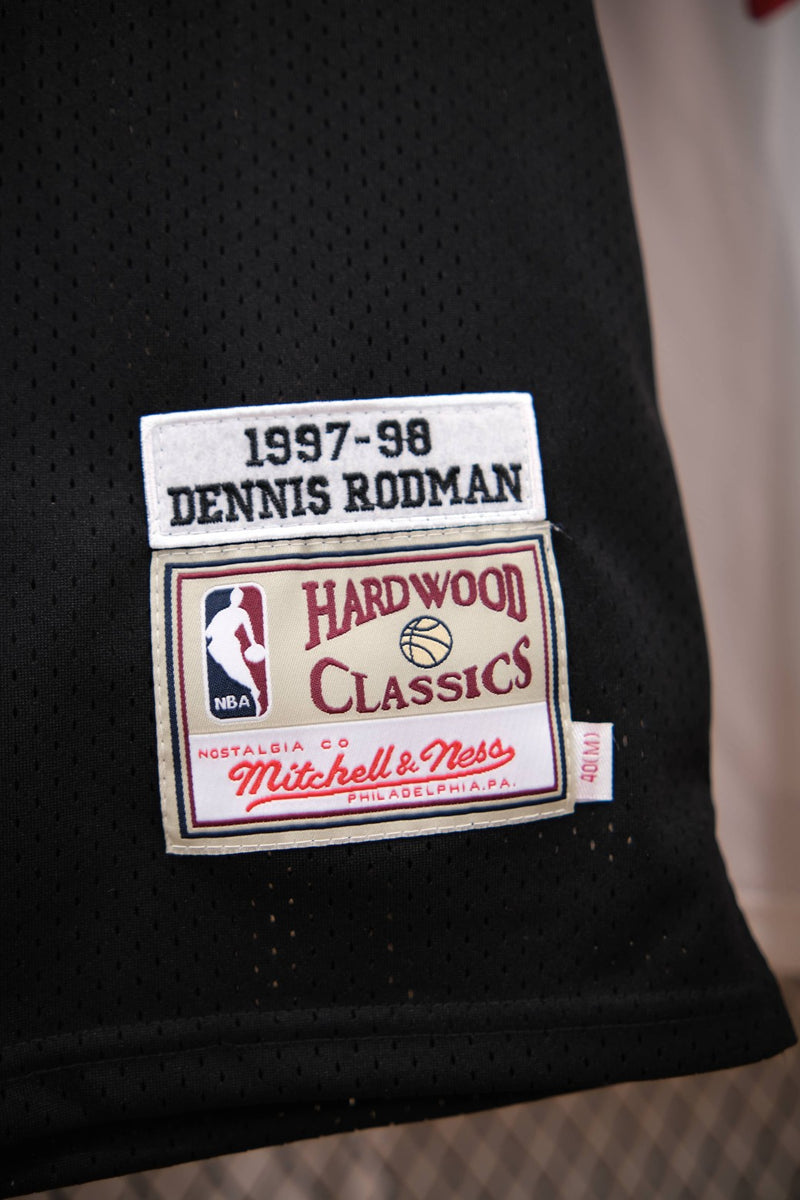 1997-98
DENNIS RODMAN
HARDWOOD
CLASSICS
NBA
NOSTALGIA CO
Mitchell & Ness
PHILADELPHIA, PA.
40(M)